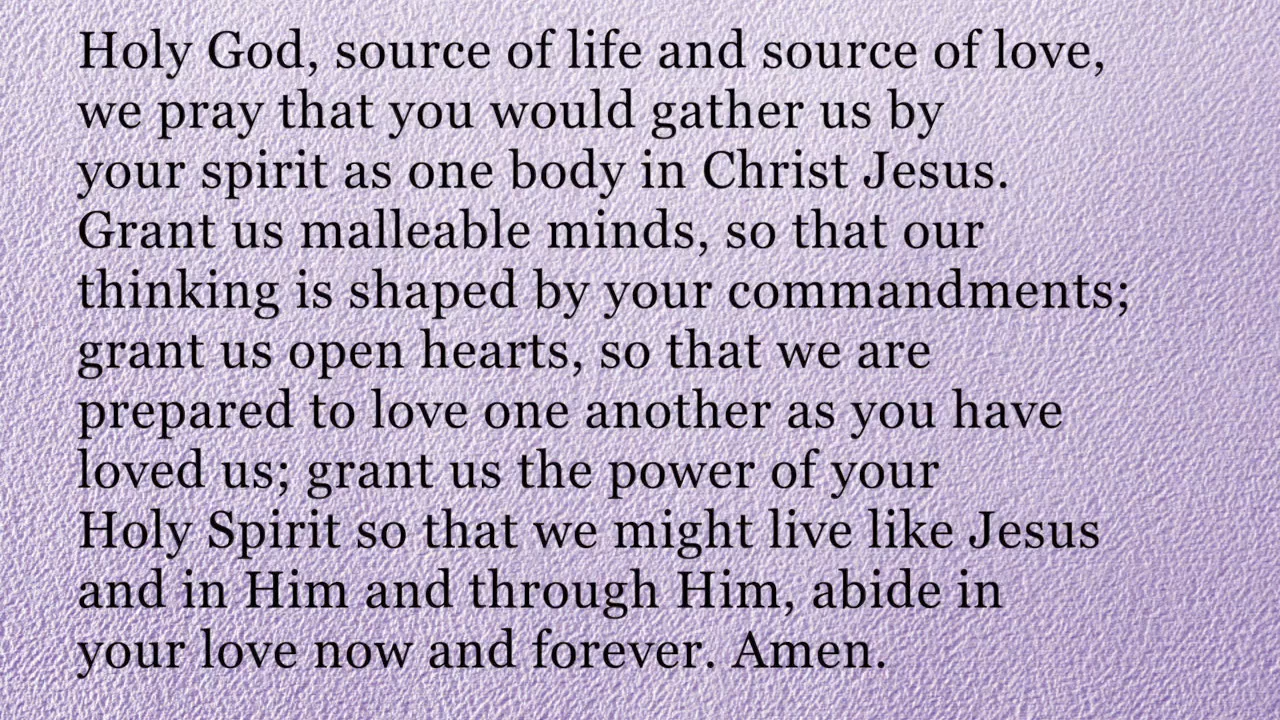 Holy God, source of life and source of love,
we pray that you would gather us by
your spirit as one body in Christ Jesus.
Grant us malleable minds, so that our
thinking is shaped by your commandments;
grant us open hearts, so that we are
prepared to love one another as you have
loved us; grant us the power of your
Holy Spirit so that we might live like Jesus
and in Him and through Him, abide in
your love now and forever. Amen.